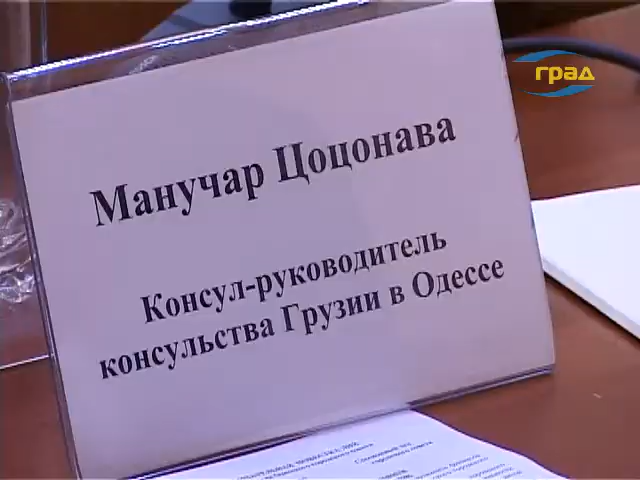 град
Манучар Цоцонава
Консул-руководитель
консульства Грузии в Одессе